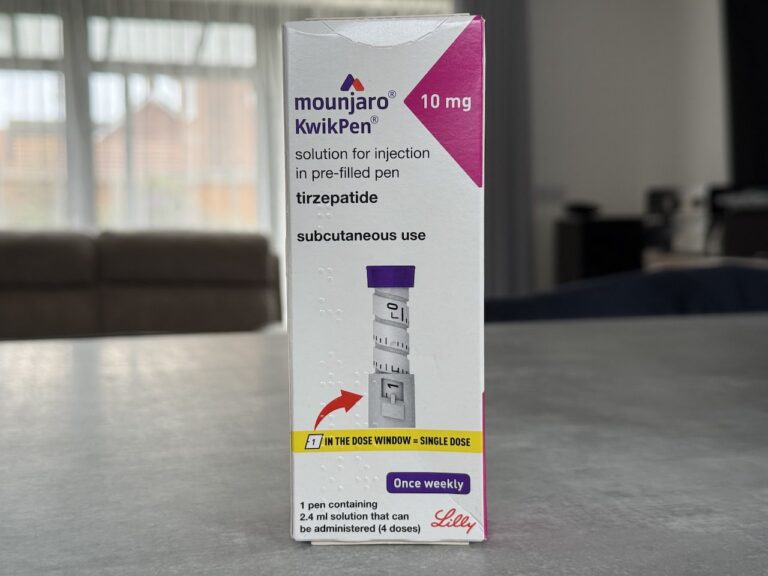 mounjaro®
KwikPen®
10 mg
solution for injection
in pre-filled pen
tirzepatide
subcutaneous use
1
1 IN THE DOSE WINDOW = SINGLE DOSE
Once weekly
1 pen containing
2.4 ml solution that can
be administered (4 doses)
Lilly